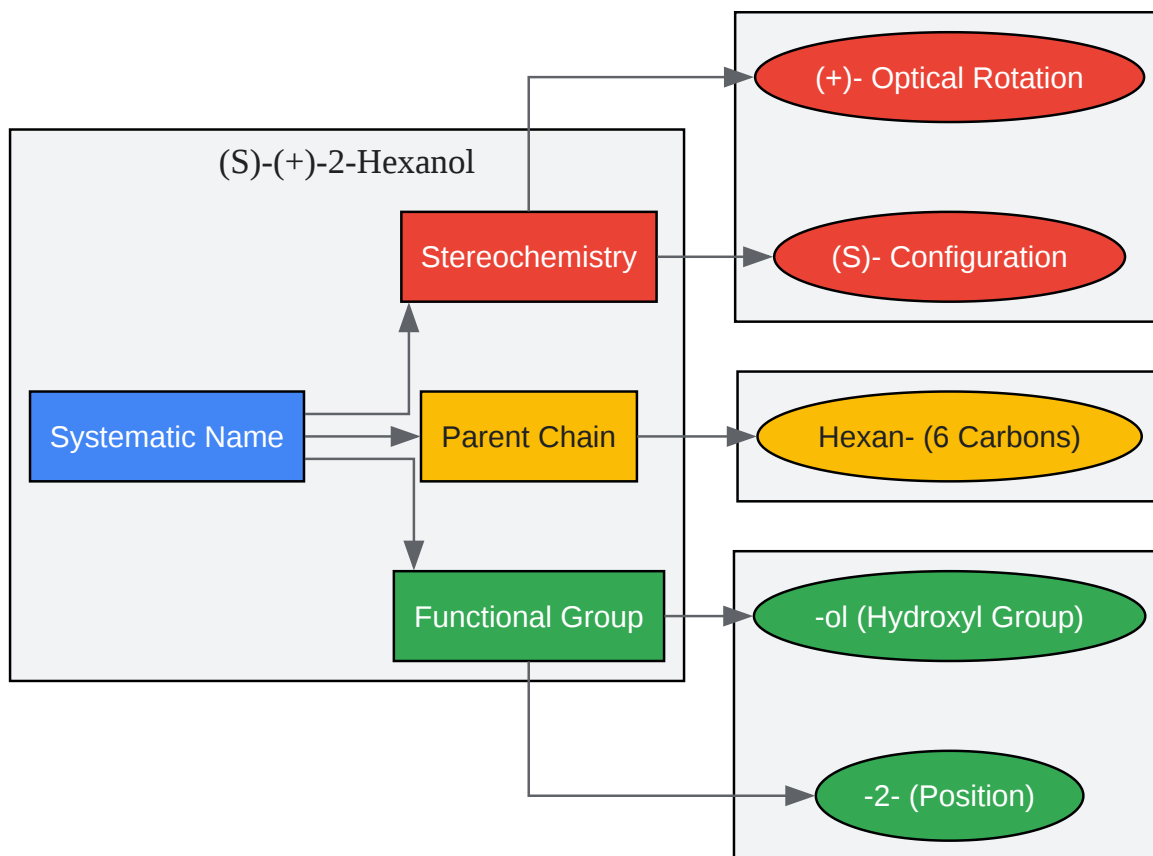 (+)- Optical Rotation
(S)-(+)-2-Hexanol
Stereochemistry
(S)- Configuration
Systematic Name
Parent Chain
Hexan- (6 Carbons)
Functional Group
-ol (Hydroxyl Group)
-2- (Position)